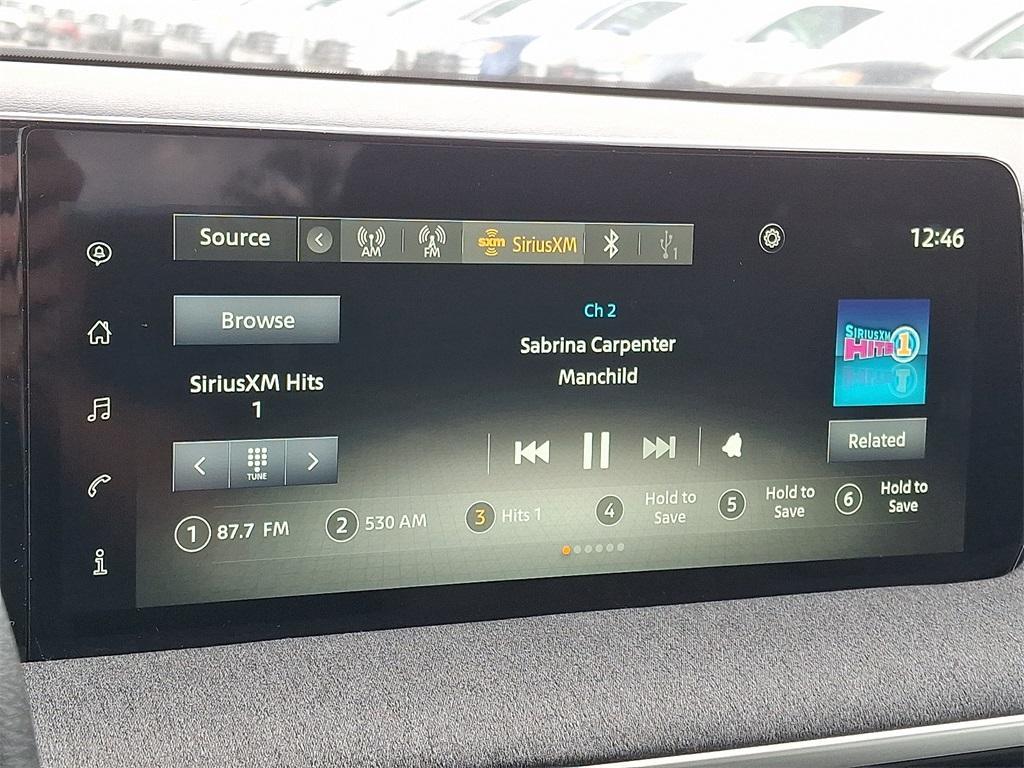 Source
AM
FM
sxm SiriusXM
1
12:46
Browse
Ch 2
Sabrina Carpenter
Manchild
SIRIUSXM
HITS 1
SiriusXM Hits
1
TUNE
Related
1 87.7 FM
2 530 AM
3 Hits 1
4 Hold to
Save
5 Hold to
Save
6 Hold to
Save